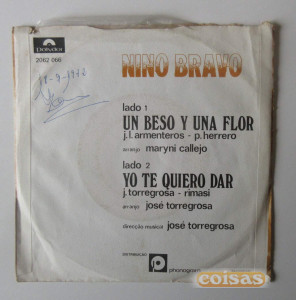 Polydor
2062 066
NINO BRAVO
lado 1
UN BESO Y UNA FLOR
j.l. armenteros - p. herrero
arranjo maryni callejo
lado 2
YO TE QUIERO DAR
j. torregrosa - rimasi
arranjo josé torregrosa
direcção musical josé torregrosa
coisas